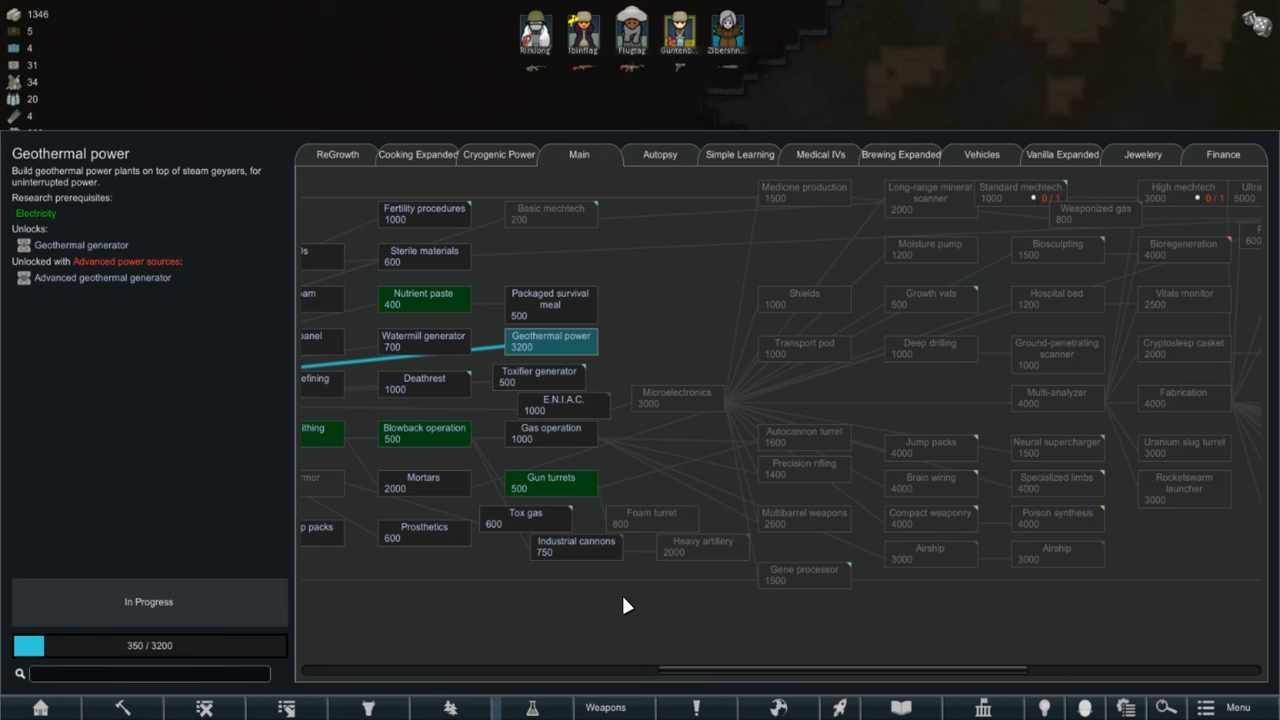 1346
5
4
31
34
20
4
Rimlong
Ibinflag
Flugtag
Guntenb...
Zibershn...
Geothermal power
Build geothermal power plants on top of steam geysers, for
uninterrupted power.
Research prerequisites:
Electricity
Unlocks:
Geothermal generator
Unlocked with Advanced power sources:
Advanced geothermal generator
In Progress
350 / 3200
ReGrowth
Cooking Expanded
Cryogenic Power
Main
Autopsy
Simple Learning
Medical IVs
Brewing Expanded
Vehicles
Vanilla Expanded
Jewelery
Finance
Fertility procedures
1000
Basic mechtech
200
Medicine production
1500
Long-range mineral
scanner
2000
Standard mechtech
1000
0 / 1
Weaponized gas
800
High mechtech
3000
0 / 1
Ultra
5000
Sterile materials
600
Moisture pump
1200
Biosculpting
1500
Bioregeneration
4000
600
Nutrient paste
400
Packaged survival
meal
500
Shields
1000
Growth vats
500
Hospital bed
1200
Vitals monitor
2500
anel
Watermill generator
700
Geothermal power
3200
Transport pod
1000
Deep drilling
1000
Ground-penetrating
scanner
1000
Cryptosleep casket
2000
efining
Deathrest
1000
Toxifier generator
500
E.N.I.A.C.
1000
Microelectronics
3000
Multi-analyzer
4000
Fabrication
4000
ithing
Blowback operation
500
Gas operation
1000
Autocannon turret
1600
Precision rifling
1400
Jump packs
4000
Neural supercharger
1500
Uranium slug turret
3000
rmor
Mortars
2000
Gun turrets
500
Brain wiring
4000
Specialized limbs
4000
Rocketswarm
launcher
3000
p packs
Prosthetics
600
Tox gas
600
Foam turret
800
Multibarrel weapons
2600
Compact weaponry
4000
Poison synthesis
4000
Industrial cannons
750
Heavy artillery
2000
Airship
3000
Airship
3000
Gene processor
1500
Weapons
Menu